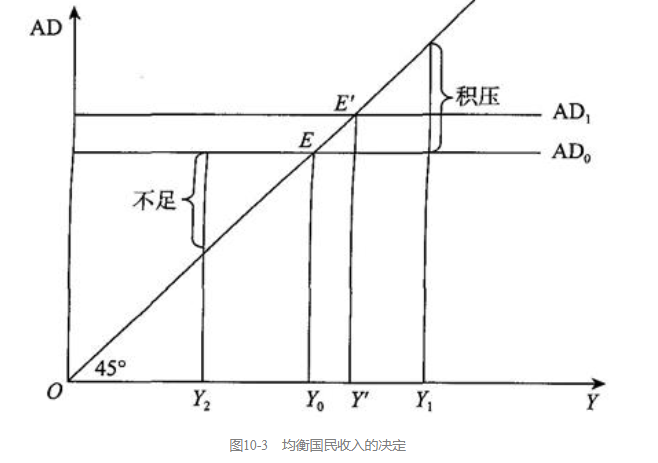 AD
E'
积压
AD₁
E
AD₀
不足
45°
O
Y₂
Y₀
Y'
Y₁
Y
图10-3 均衡国民收入的决定